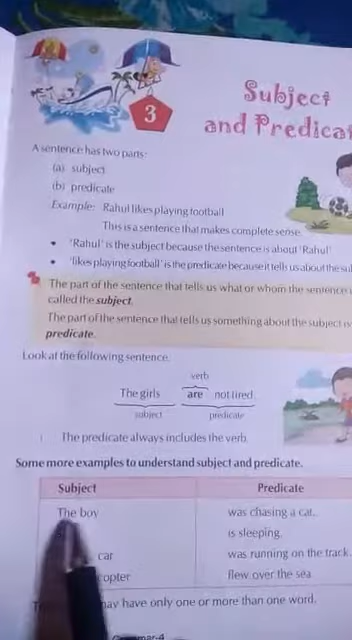 3
Subject
and Predica
A sentence has two parts:
(a) subject
(b) predicate
Example: Rahul likes playing football
This is a sentence that makes complete sense.
• 'Rahul' is the subject because the sentence is about 'Rahul'
• 'likes playing football' is the predicate because it tells us about the su
The part of the sentence that tells us what or whom the sentence
called the subject.
The part of the sentence that tells us something about the subject is
predicate.
Look at the following sentence.
verb
The girls are not tired.
subject predicate
The predicate always includes the verb.
Some more examples to understand subject and predicate.
Subject Predicate
The boy was chasing a cat.
is sleeping.
car was running on the track.
copter flew over the sea.
may have only one or more than one word.
mar-4